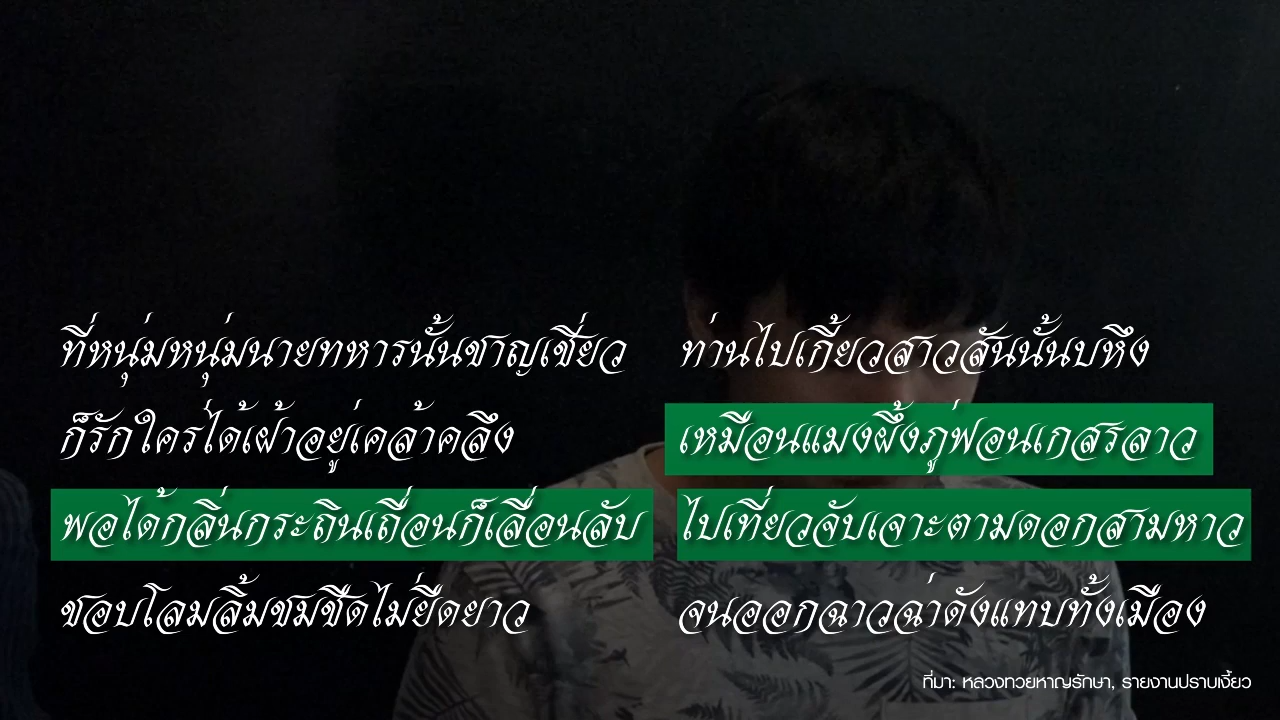 ที่หนุ่มหนุ่มนายทหารนั้นชาญเชี่ยว ท่านไปเกี้ยวสาวสันนั้นบหึง
ก็รักใคร่ได้เฝ้าอยู่เคล้าคลึง เหมือนแมงผึ้งภู่ฟอนเกสรลาว
พอได้กลิ่นกระถินเถื่อนก็เลื่อนลับ ไปเที่ยวจับเจาะตามดอกสามหาว
ชอบโลมลิ้มชมชืดไม่ยืดยาว จนออกฉาวฉ่าดังแทบทั้งเมือง
ที่มา: หลวงทวยหาญรักษา, รายงานปราบเงี้ยว